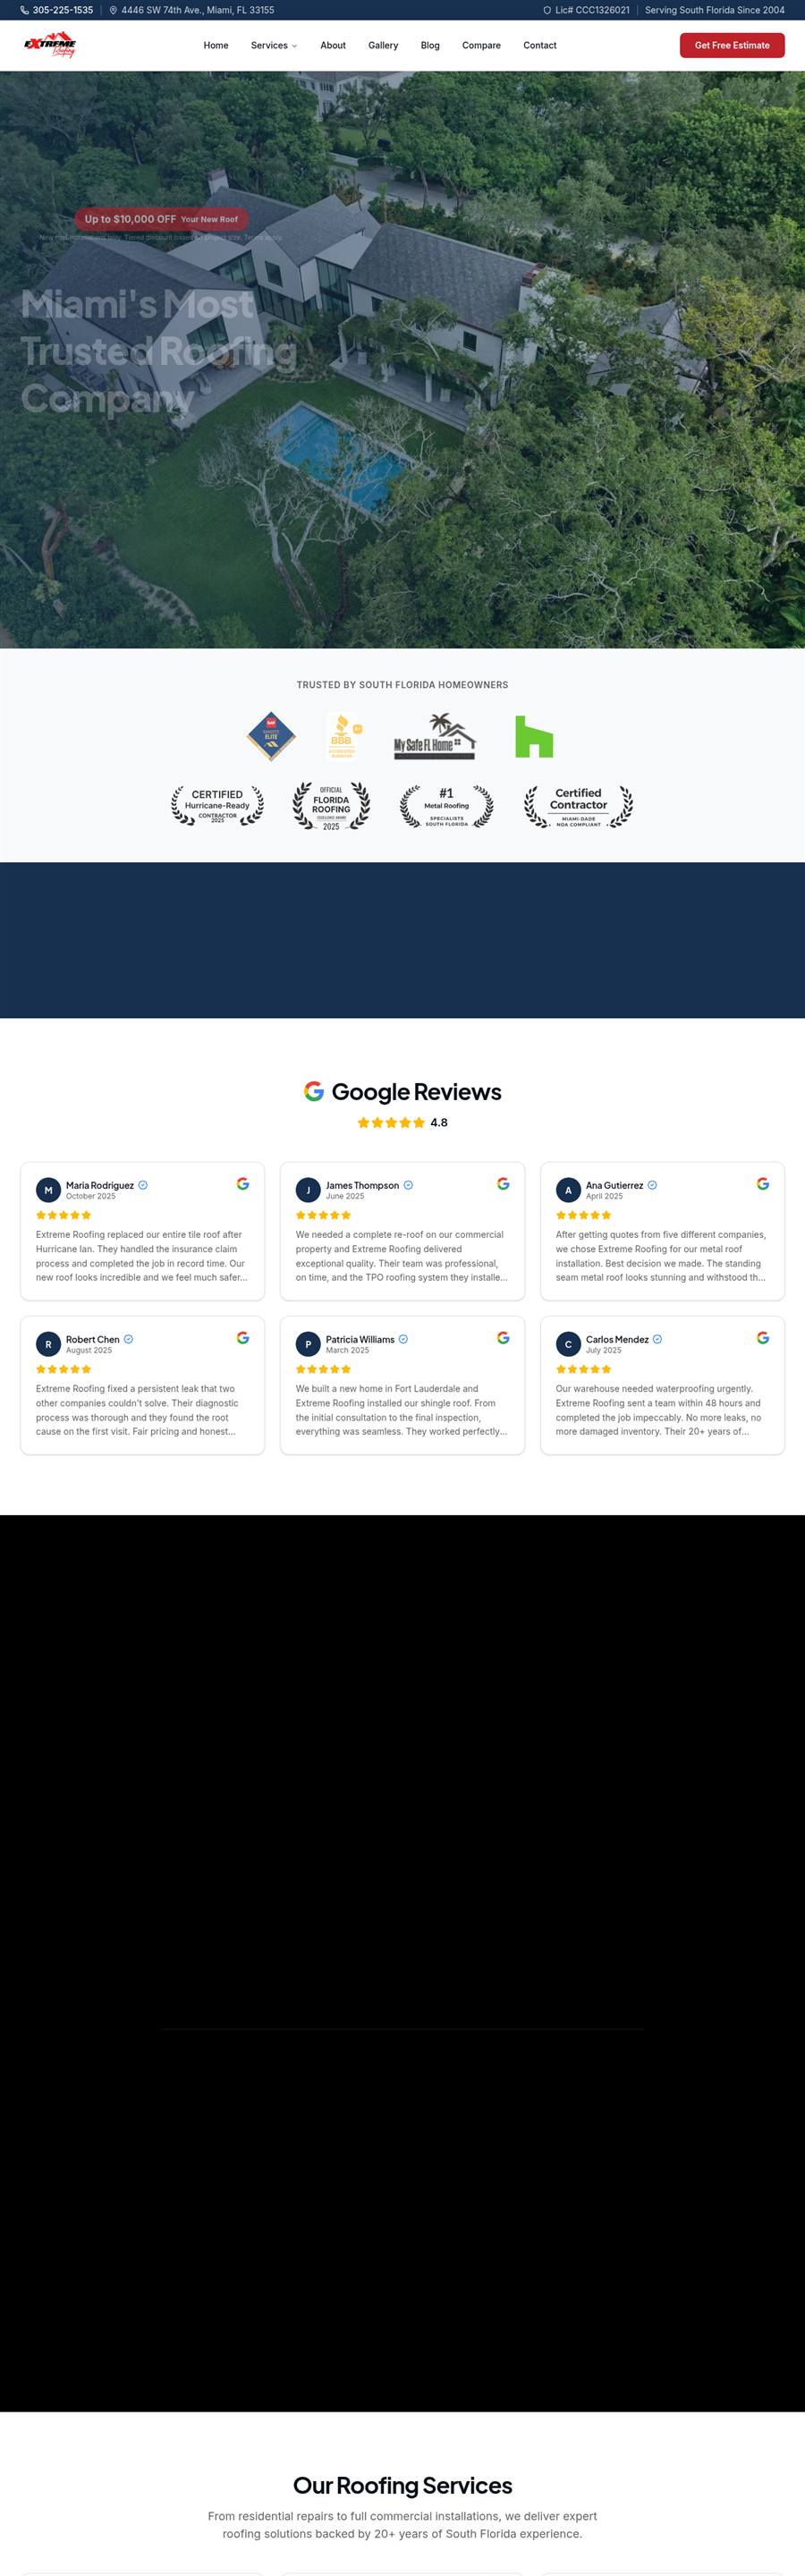 305-225-1535
4446 SW 74th Ave., Miami, FL 33155
Lic# CCC1326021
Serving South Florida Since 2004
EXTREME
Roofing
Home
Services
About
Gallery
Blog
Compare
Contact
Get Free Estimate
Up to $10,000 OFF Your New Roof
Miami's Most
Trusted Roofing
Company
TRUSTED BY SOUTH FLORIDA HOMEOWNERS
GAF
ELITE
BBB
My Safe FL Home
CERTIFIED
Hurricane-Ready
CONTRACTOR
2025
OFFICIAL
FLORIDA
ROOFING
EXCELLENCE AWARD
2025
#1
Metal Roofing
SPECIALISTS
SOUTH FLORIDA
Certified
Contractor
MIAMI-DADE
NOA COMPLIANT
Google Reviews
4.8
M
Maria Rodriguez
October 2025
Extreme Roofing replaced our entire tile roof after
Hurricane Ian. They handled the insurance claim
process and completed the job in record time. Our
new roof looks incredible and we feel much safer...
J
James Thompson
June 2025
We needed a complete re-roof on our commercial
property and Extreme Roofing delivered
exceptional quality. Their team was professional,
on time, and the TPO roofing system they installe...
A
Ana Gutierrez
April 2025
After getting quotes from five different companies,
we chose Extreme Roofing for our metal roof
installation. Best decision we made. The standing
seam metal roof looks stunning and withstood th...
R
Robert Chen
August 2025
Extreme Roofing fixed a persistent leak that two
other companies couldn't solve. Their diagnostic
process was thorough and they found the root
cause on the first visit. Fair pricing and honest...
P
Patricia Williams
March 2025
We built a new home in Fort Lauderdale and
Extreme Roofing installed our shingle roof. From
the initial consultation to the final inspection,
everything was seamless. They worked perfectly...
C
Carlos Mendez
July 2025
Our warehouse needed waterproofing urgently.
Extreme Roofing sent a team within 48 hours and
completed the job impeccably. No more leaks, no
more damaged inventory. Their 20+ years of...
Our Roofing Services
From residential repairs to full commercial installations, we deliver expert
roofing solutions backed by 20+ years of South Florida experience.